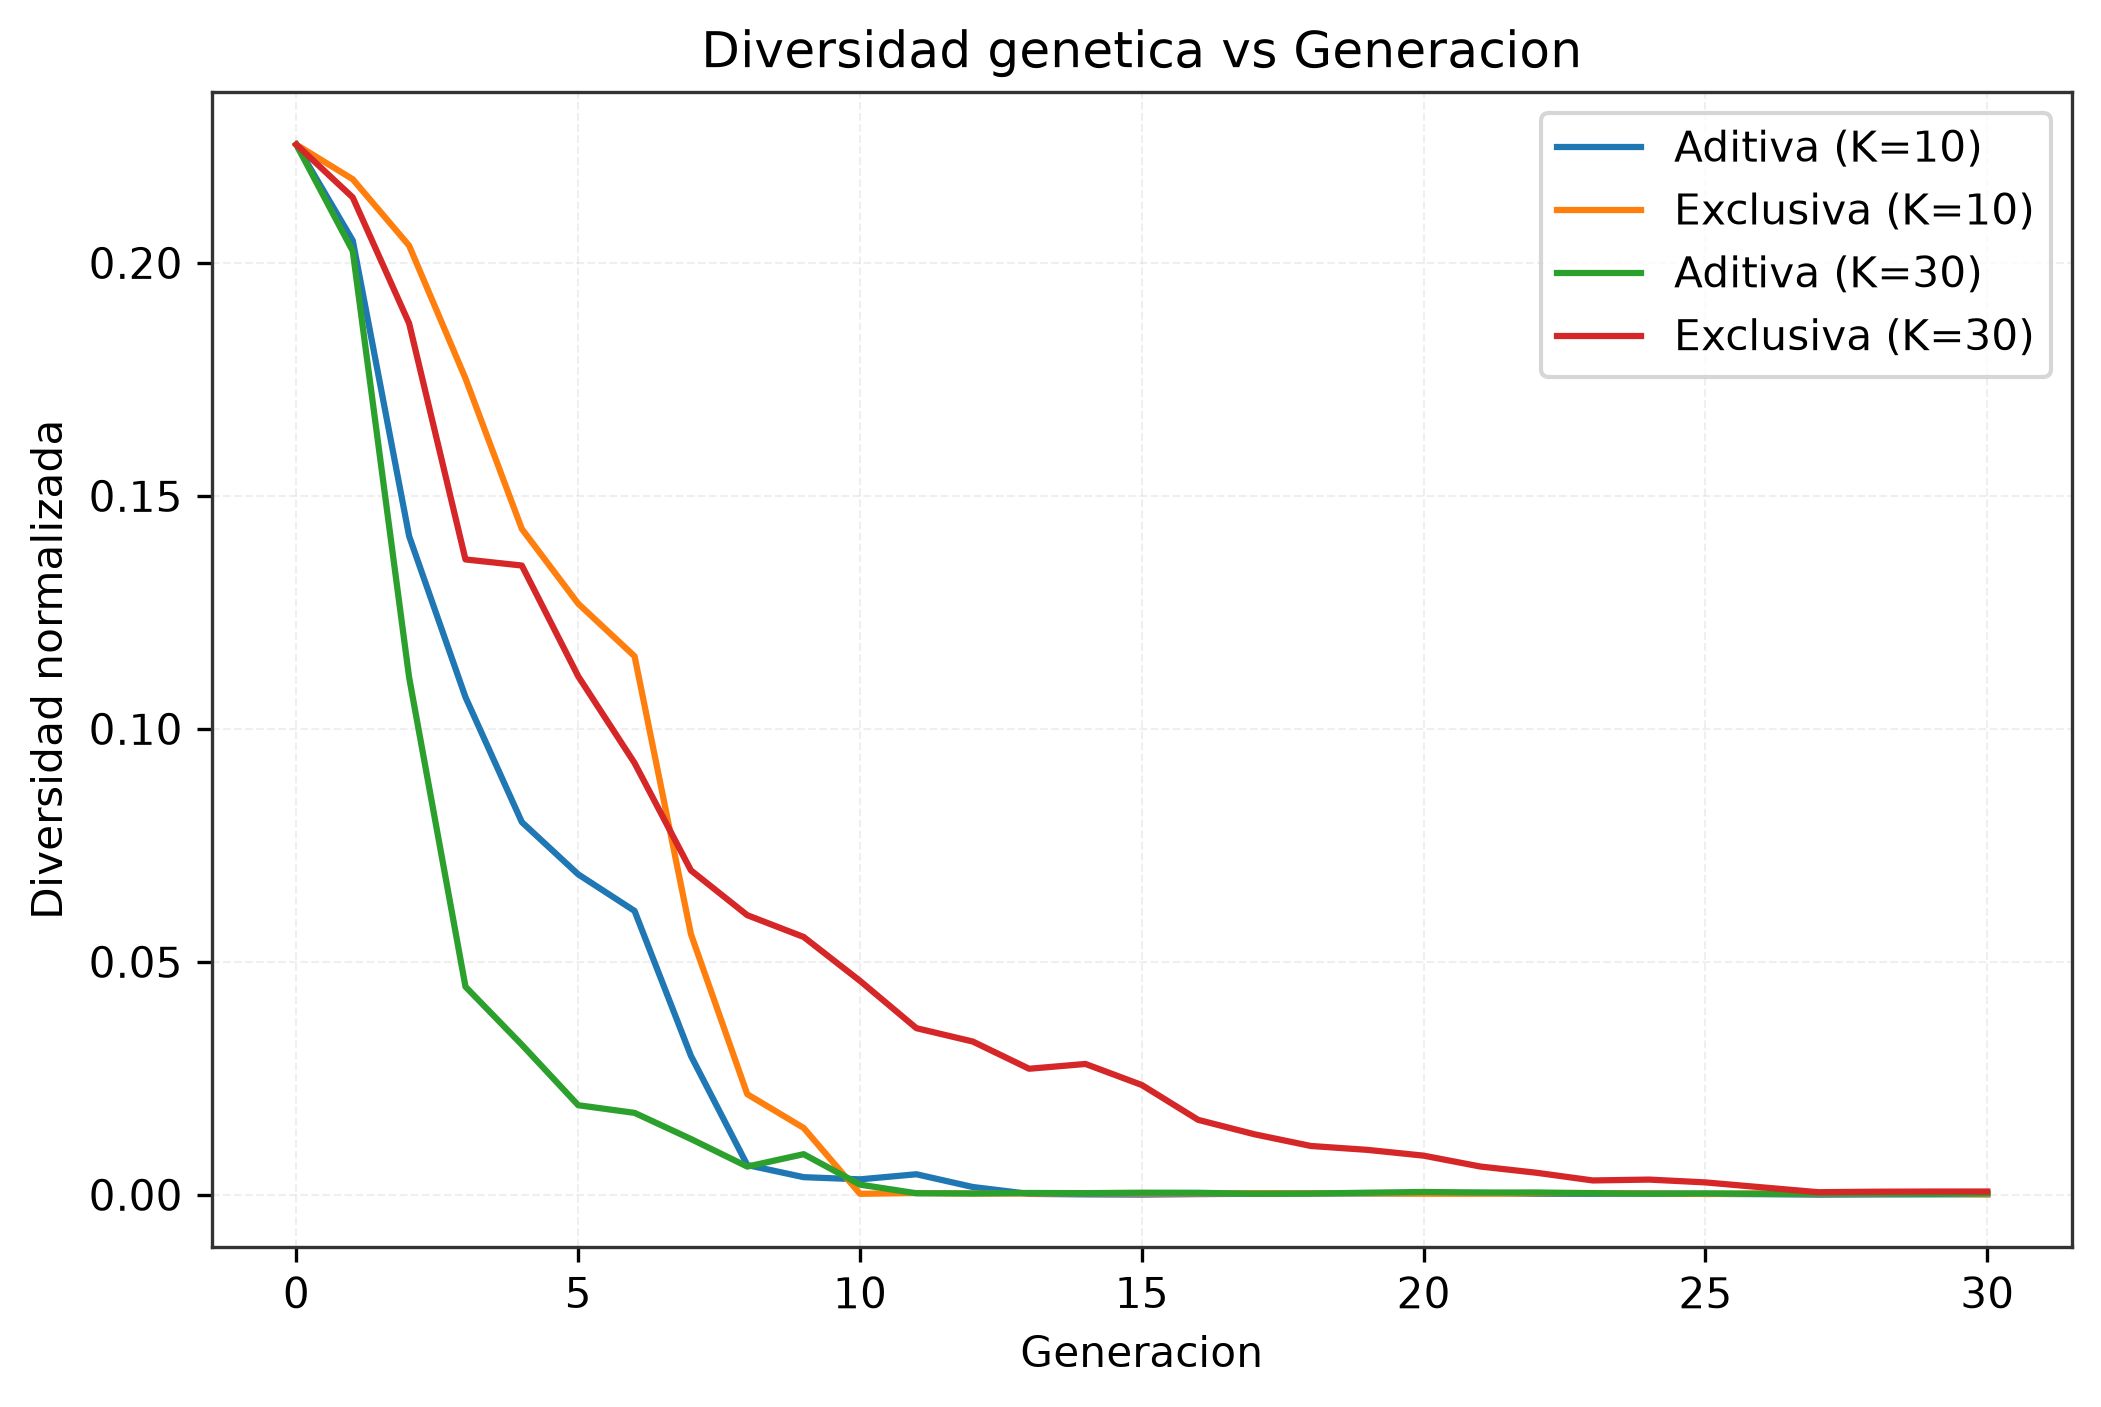 Diversidad genetica vs Generacion
Aditiva (K=10)
Exclusiva (K=10)
Aditiva (K=30)
Exclusiva (K=30)
Diversidad normalizada
0.20
0.15
0.10
0.05
0.00
0 5 10 15 20 25 30
Generacion